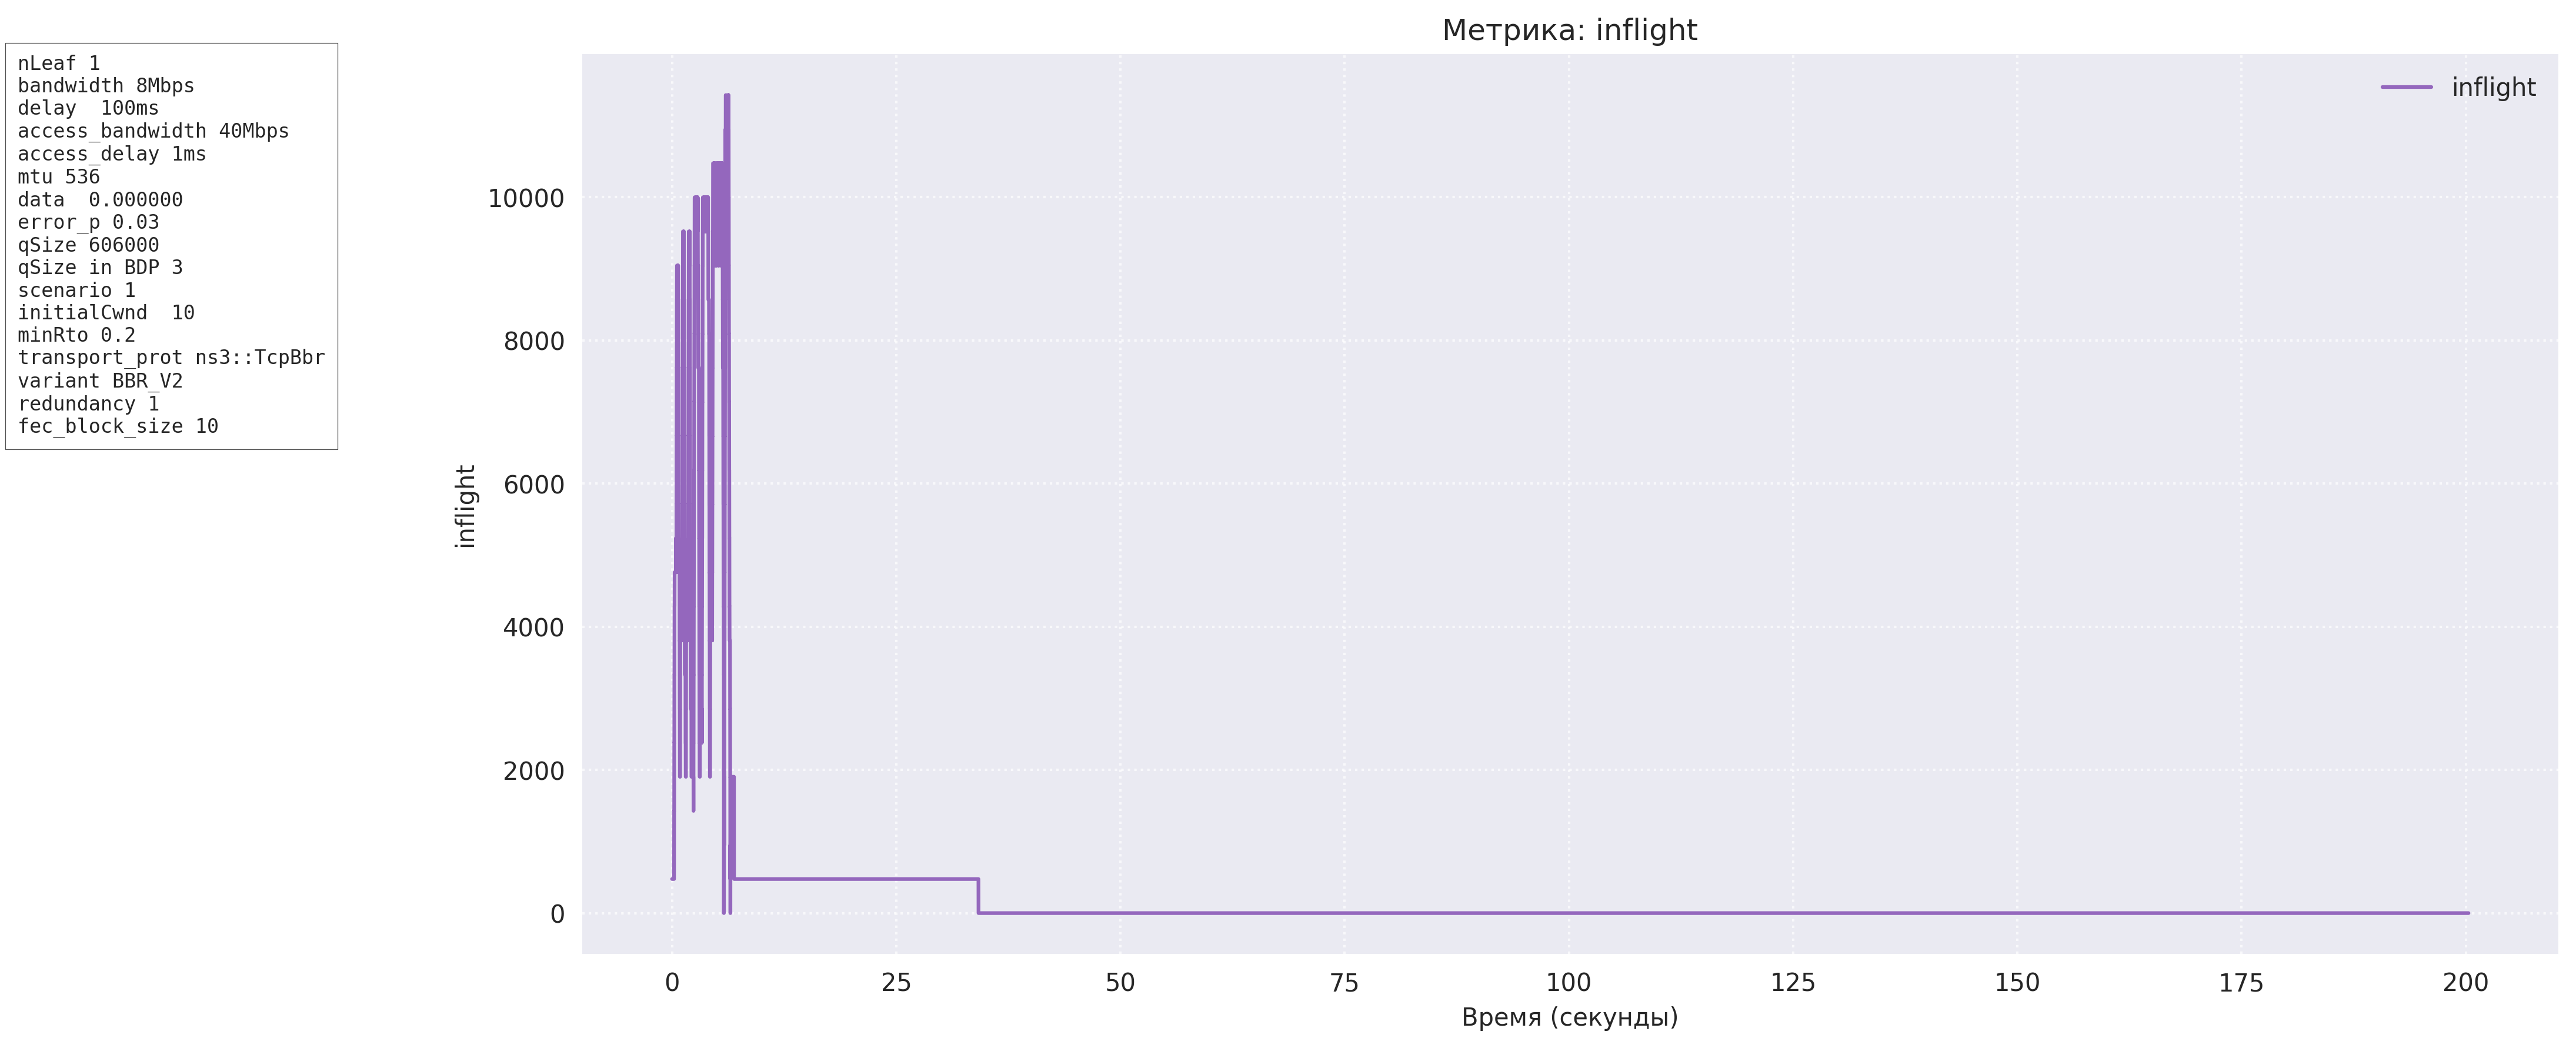 Метрика: inflight
nLeaf 1
bandwidth 8Mbps
delay  100ms
access_bandwidth 40Mbps
access_delay 1ms
mtu 536
data  0.000000
error_p 0.03
qSize 606000
qSize in BDP 3
scenario 1
initialCwnd  10
minRto 0.2
transport_prot ns3::TcpBbr
variant BBR_V2
redundancy 1
fec_block_size 10
inflight
inflight
10000
8000
6000
4000
2000
0
0 25 50 75 100 125 150 175 200
Время (секунды)